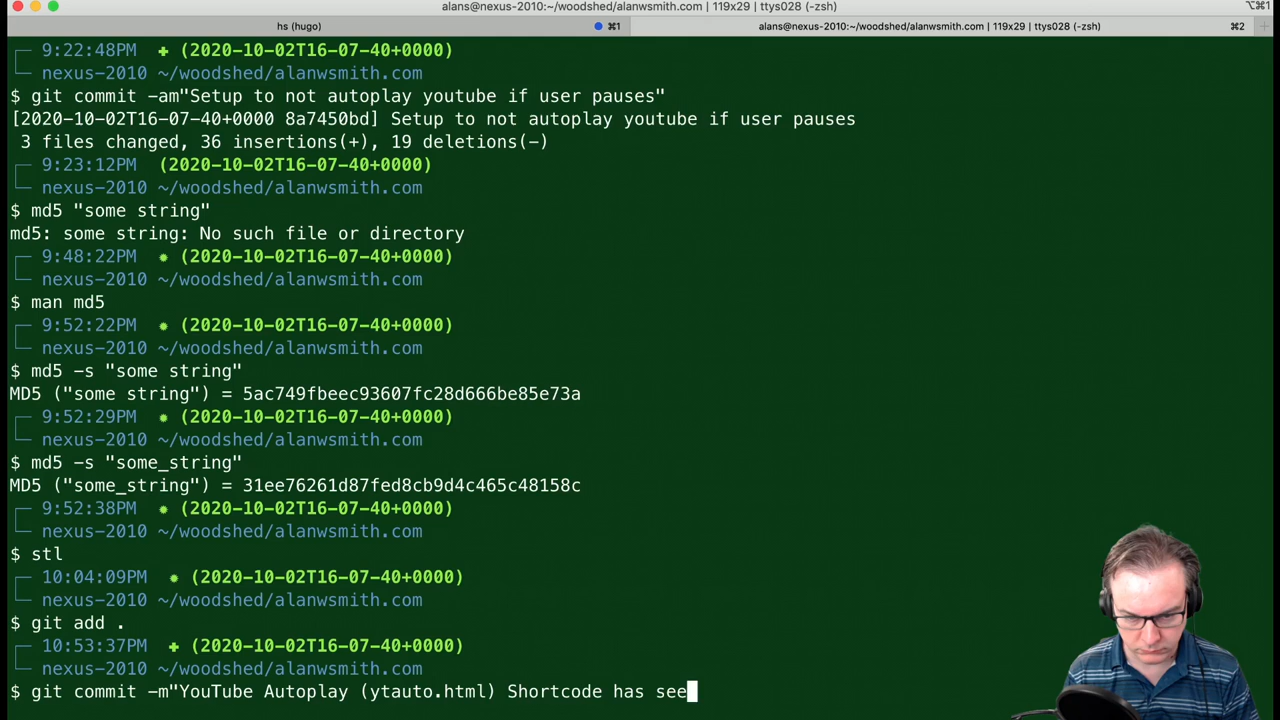 alans@nexus-2010:~/woodshed/alanwsmith.com | 119x29 | ttys028 (-zsh)
⌥⌘1
hs (hugo)
⌘1
alans@nexus-2010:~/woodshed/alanwsmith.com | 119x29 | ttys028 (-zsh)
⌘2
9:22:48PM ✚ (2020-10-02T16-07-40+0000)
nexus-2010 ~/woodshed/alanwsmith.com
$ git commit -am"Setup to not autoplay youtube if user pauses"
[2020-10-02T16-07-40+0000 8a7450bd] Setup to not autoplay youtube if user pauses
3 files changed, 36 insertions(+), 19 deletions(-)
9:23:12PM (2020-10-02T16-07-40+0000)
nexus-2010 ~/woodshed/alanwsmith.com
$ md5 "some string"
md5: some string: No such file or directory
9:48:22PM ✹ (2020-10-02T16-07-40+0000)
nexus-2010 ~/woodshed/alanwsmith.com
$ man md5
9:52:22PM ✹ (2020-10-02T16-07-40+0000)
nexus-2010 ~/woodshed/alanwsmith.com
$ md5 -s "some string"
MD5 ("some string") = 5ac749fbeec93607fc28d666be85e73a
9:52:29PM ✹ (2020-10-02T16-07-40+0000)
nexus-2010 ~/woodshed/alanwsmith.com
$ md5 -s "some_string"
MD5 ("some_string") = 31ee76261d87fed8cb9d4c465c48158c
9:52:38PM ✹ (2020-10-02T16-07-40+0000)
nexus-2010 ~/woodshed/alanwsmith.com
$ stl
10:04:09PM ✹ (2020-10-02T16-07-40+0000)
nexus-2010 ~/woodshed/alanwsmith.com
$ git add .
10:53:37PM ✚ (2020-10-02T16-07-40+0000)
nexus-2010 ~/woodshed/alanwsmith.com
$ git commit -m"YouTube Autoplay (ytauto.html) Shortcode has see